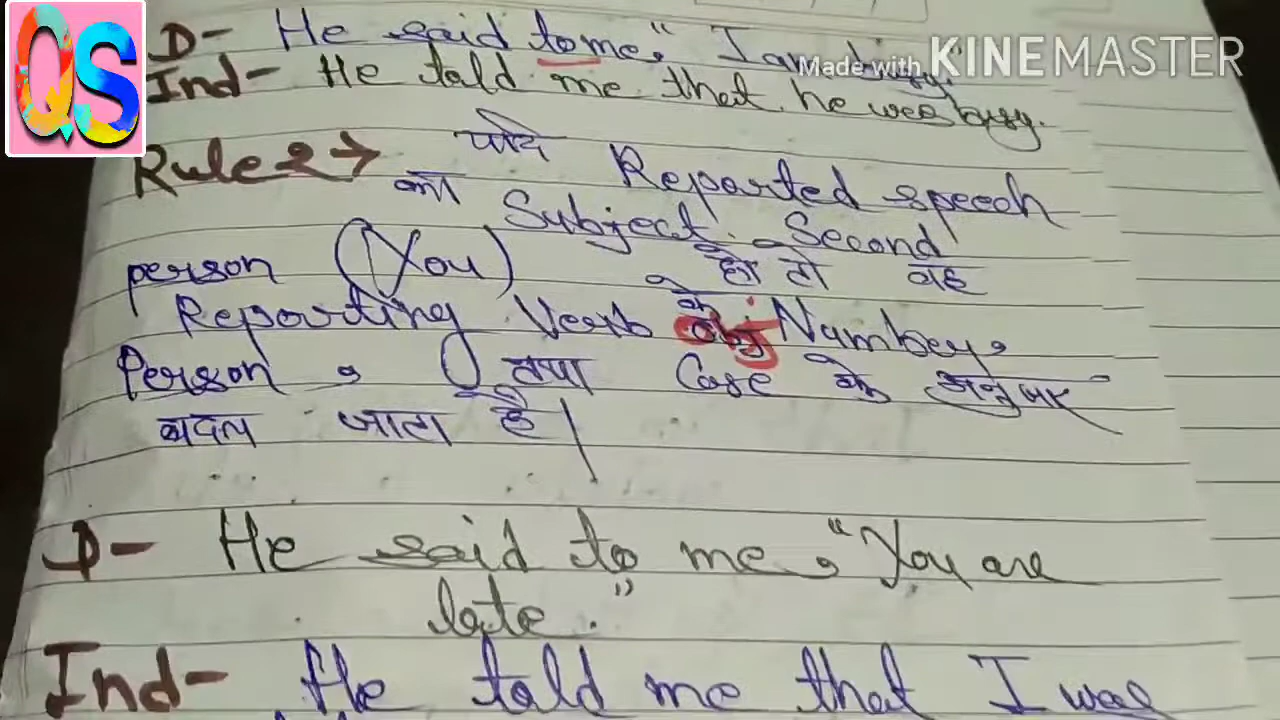 QS
Made with KINEMASTER
D- He said to me, "I am busy."
Ind- He told me that he was busy.
Rule 2 → यदि Reported speech
का Subject Second
person (You) हो तो वह
Reporting Verb के obj Number,
Person, तथा Case के अनुसार
बदल जाता है।
D- He said to me, "You are
late."
Ind- He told me that I was